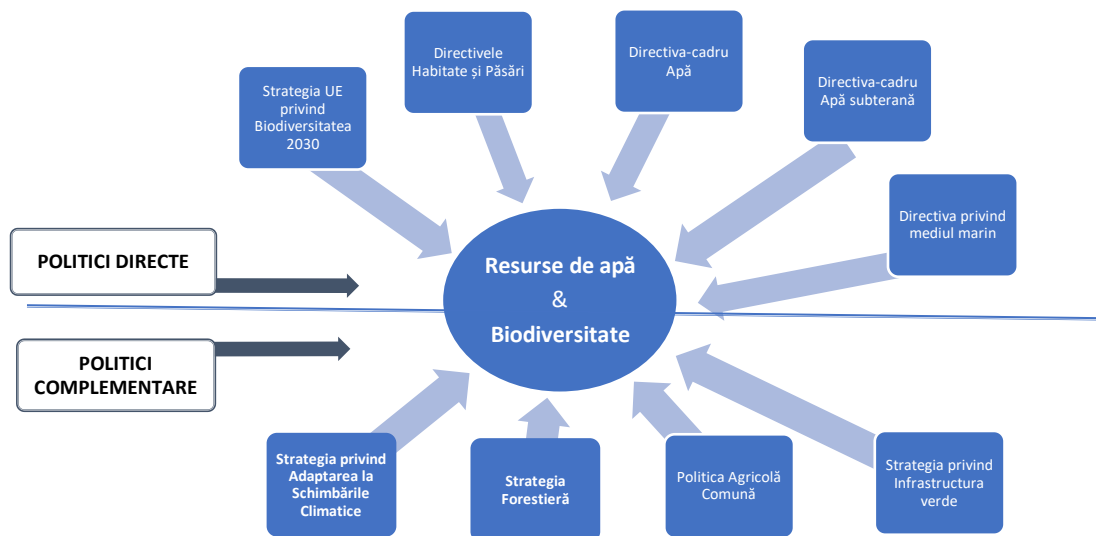 Strategia UE
privind
Biodiversitatea
2030
Directivele
Habitate și Păsări
Directiva-cadru
Apă
Directiva-cadru
Apă subterană
Directiva privind
mediul marin
POLITICI DIRECTE
Resurse de apă
&
Biodiversitate
POLITICI
COMPLEMENTARE
Strategia privind
Adaptarea la
Schimbările
Climatice
Strategia
Forestieră
Politica Agricolă
Comună
Strategia privind
Infrastructura
verde